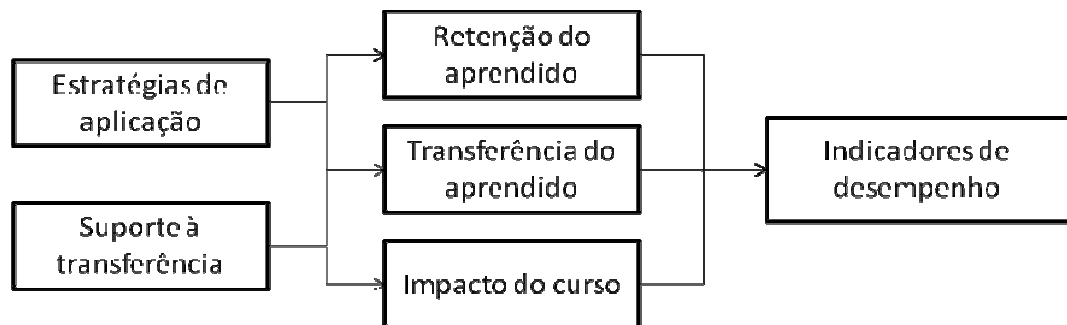 Estratégias de
aplicação
Suporte à
transferência
Retenção do
aprendido
Transferência do
aprendido
Impacto do curso
Indicadores de
desempenho